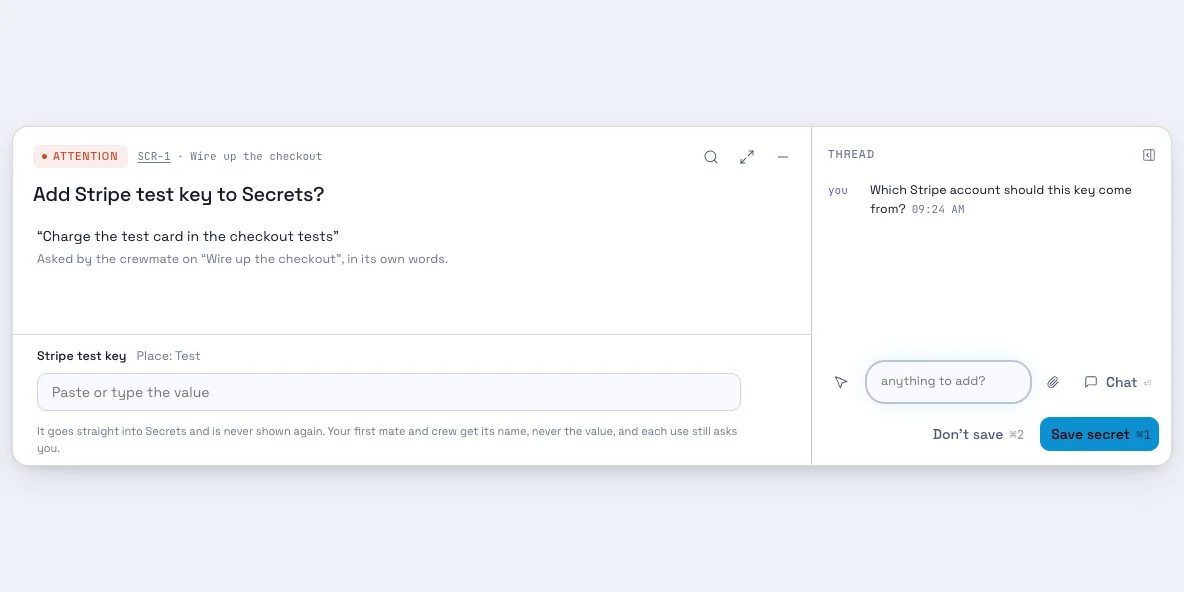 ATTENTION SCR-1 · Wire up the checkout
Add Stripe test key to Secrets?
“Charge the test card in the checkout tests”
Asked by the crewmate on “Wire up the checkout”, in its own words.
Stripe test key Place: Test
Paste or type the value
It goes straight into Secrets and is never shown again. Your first mate and crew get its name, never the value, and each use still asks
you.
THREAD
you Which Stripe account should this key come
from? 09:24 AM
anything to add? Chat ⏎
Don’t save ⌘2 Save secret ⌘1